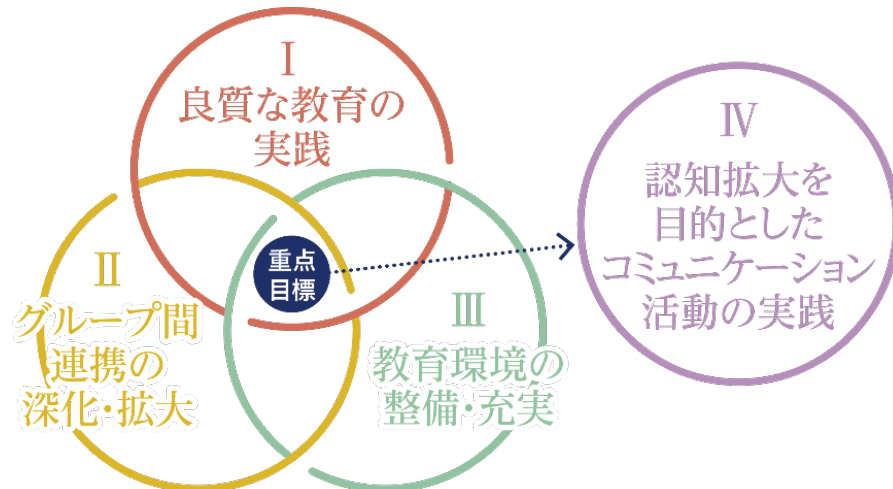 Ⅰ
良質な教育の
実践
Ⅱ
グループ間
連携の
深化・拡大
重点
目標
Ⅲ
教育環境の
整備・充実
Ⅳ
認知拡大を
目的とした
コミュニケーション
活動の実践